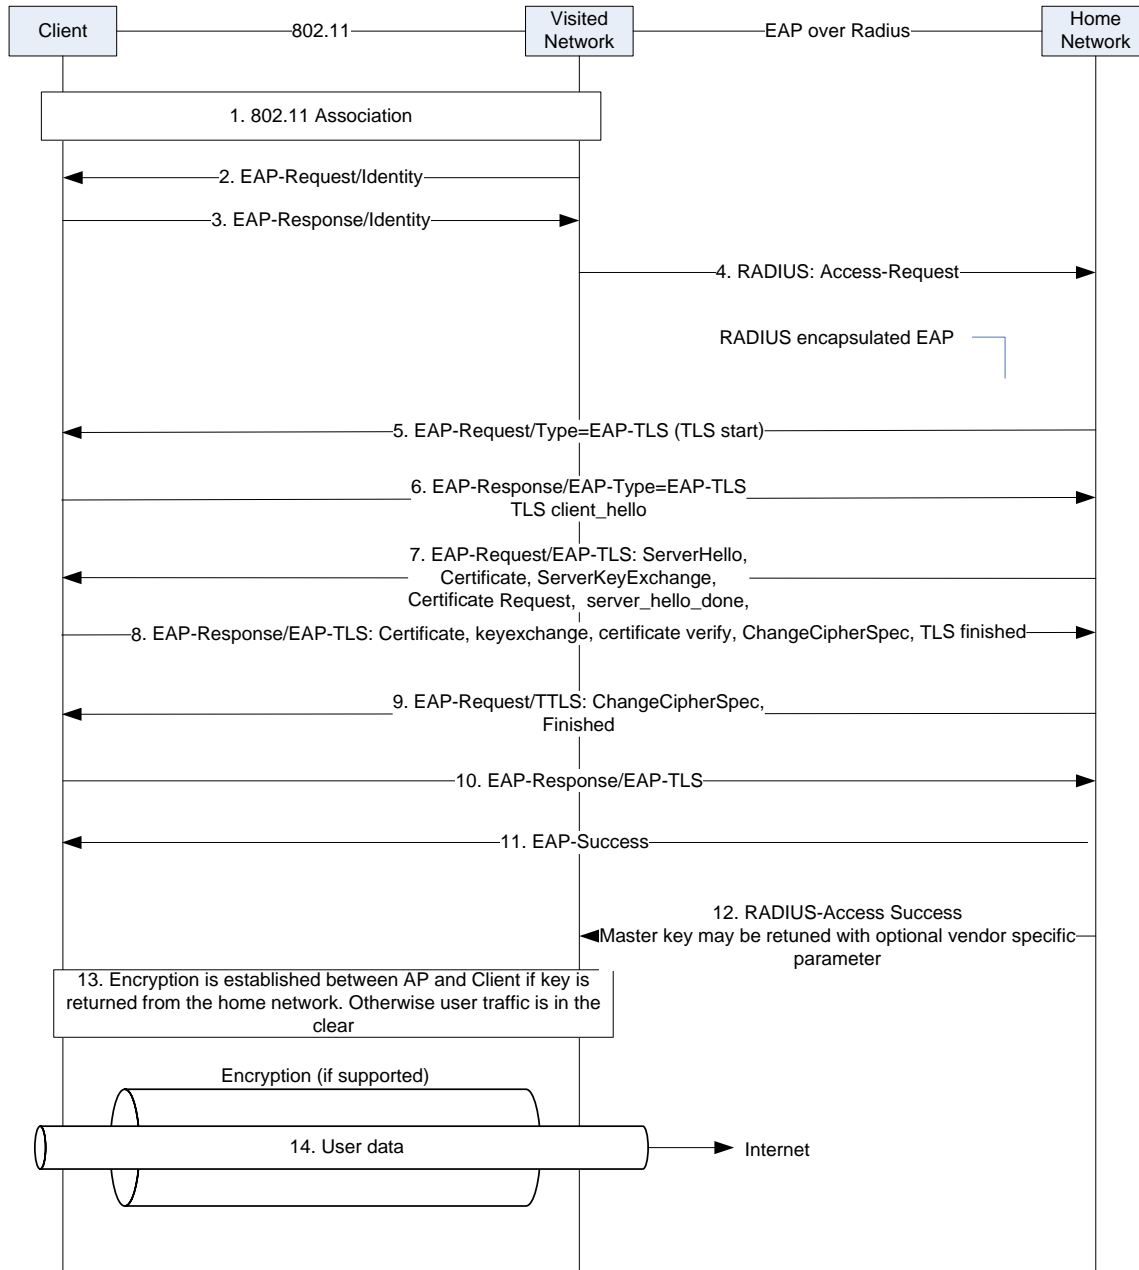 Client
802.11
Visited
Network
EAP over Radius
Home
Network
1. 802.11 Association
2. EAP-Request/Identity
3. EAP-Response/Identity
4. RADIUS: Access-Request
RADIUS encapsulated EAP
5. EAP-Request/Type=EAP-TLS (TLS start)
6. EAP-Response/EAP-Type=EAP-TLS
TLS client_hello
7. EAP-Request/EAP-TLS: ServerHello,
Certificate, ServerKeyExchange,
Certificate Request, server_hello_done,
8. EAP-Response/EAP-TLS: Certificate, keyexchange, certificate verify, ChangeCipherSpec, TLS finished
9. EAP-Request/TTLS: ChangeCipherSpec,
Finished
10. EAP-Response/EAP-TLS
11. EAP-Success
12. RADIUS-Access Success
Master key may be retuned with optional vendor specific
parameter
13. Encryption is established between AP and Client if key is
returned from the home network. Otherwise user traffic is in the
clear
Encryption (if supported)
14. User data
Internet